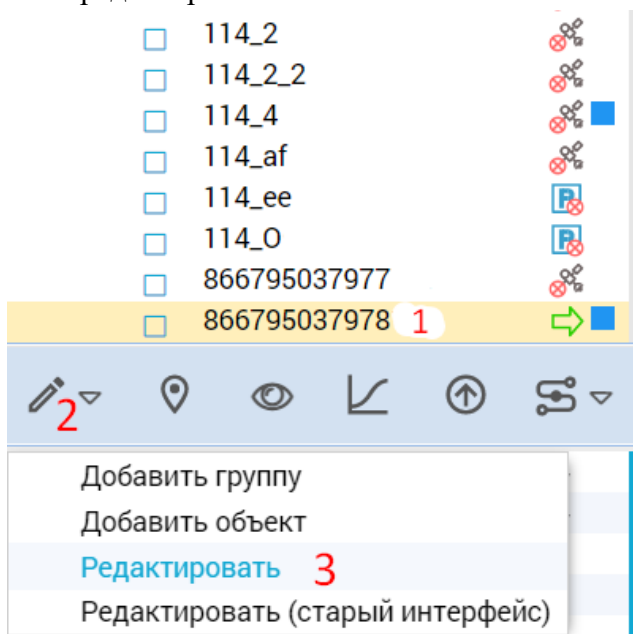 114_2
114_2_2
114_4
114_af
114_ee
114_O
866795037977
866795037978 1
2
Добавить группу
Добавить объект
Редактировать 3
Редактировать (старый интерфейс)